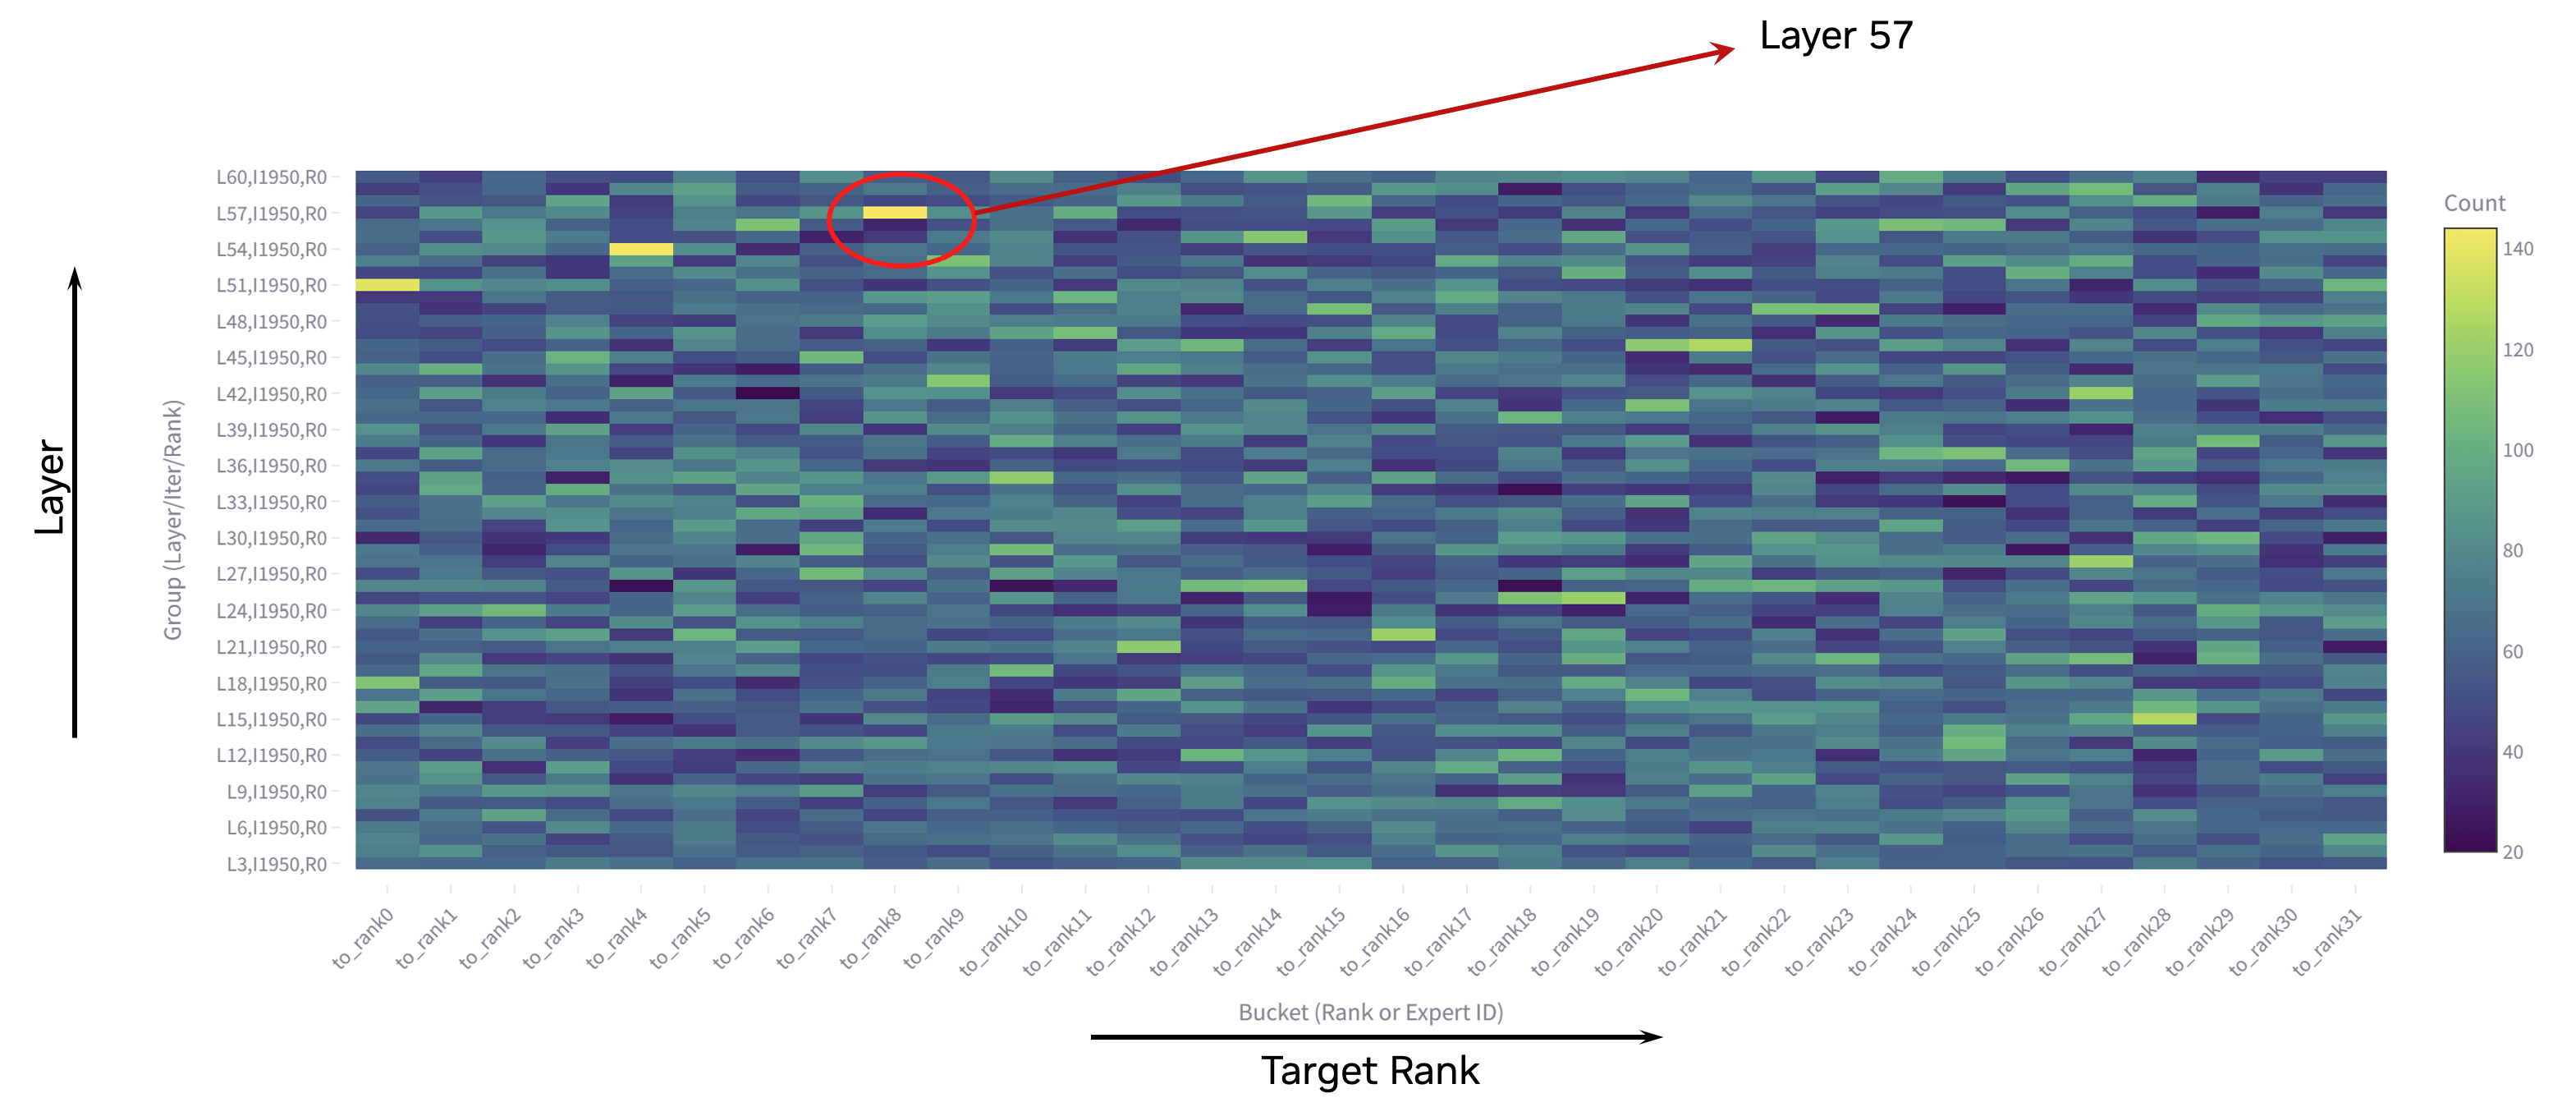 Layer 57
Count
140
120
100
80
60
40
20
Layer
Group (Layer/Iter/Rank)
L60,I1950,R0
L57,I1950,R0
L54,I1950,R0
L51,I1950,R0
L48,I1950,R0
L45,I1950,R0
L42,I1950,R0
L39,I1950,R0
L36,I1950,R0
L33,I1950,R0
L30,I1950,R0
L27,I1950,R0
L24,I1950,R0
L21,I1950,R0
L18,I1950,R0
L15,I1950,R0
L12,I1950,R0
L9,I1950,R0
L6,I1950,R0
L3,I1950,R0
to_rank0
to_rank1
to_rank2
to_rank3
to_rank4
to_rank5
to_rank6
to_rank7
to_rank8
to_rank9
to_rank10
to_rank11
to_rank12
to_rank13
to_rank14
to_rank15
to_rank16
to_rank17
to_rank18
to_rank19
to_rank20
to_rank21
to_rank22
to_rank23
to_rank24
to_rank25
to_rank26
to_rank27
to_rank28
to_rank29
to_rank30
to_rank31
Bucket (Rank or Expert ID)
Target Rank